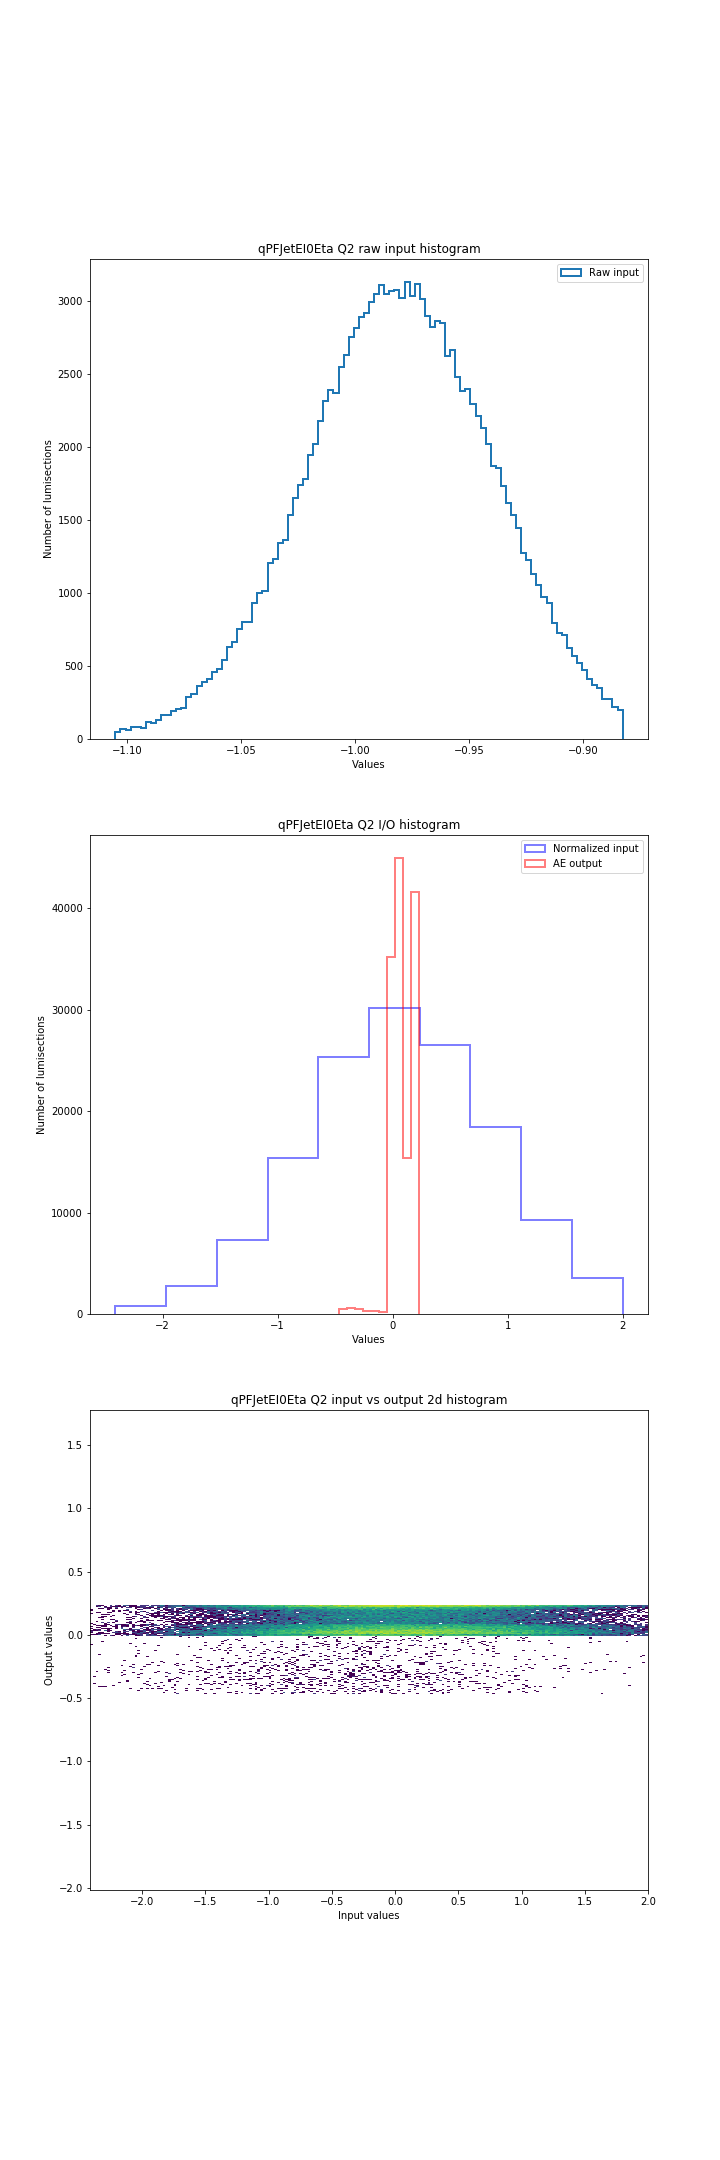 qPFJetEI0Eta Q2 raw input histogram
Raw input
3000
2500
2000
1500
1000
500
0
Number of lumisections
−1.10 −1.05 −1.00 −0.95 −0.90
Values
qPFJetEI0Eta Q2 I/O histogram
Normalized input
AE output
40000
30000
20000
10000
0
Number of lumisections
−2 −1 0 1 2
Values
qPFJetEI0Eta Q2 input vs output 2d histogram
1.5
1.0
0.5
0.0
−0.5
−1.0
−1.5
−2.0
Output values
−2.0 −1.5 −1.0 −0.5 0.0 0.5 1.0 1.5 2.0
Input values